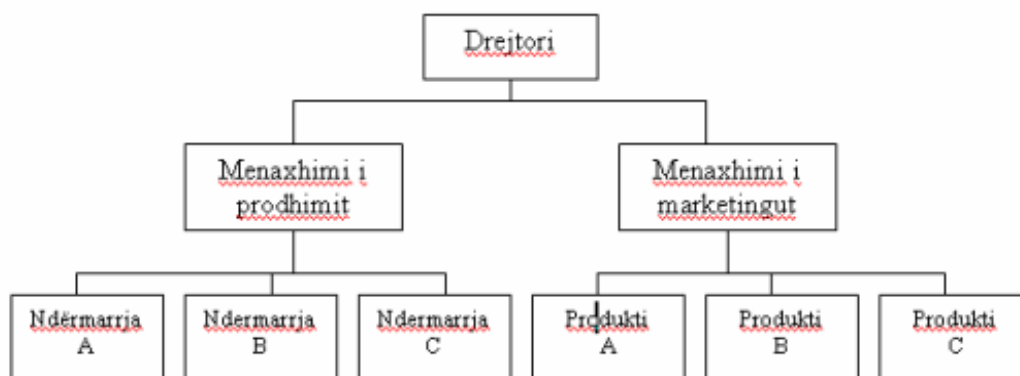 Drejtori
Menaxhimi i
prodhimit
Menaxhimi i
marketingut
Ndërmarrja
A
Ndermarrja
B
Ndermarrja
C
Produkti
A
Produkti
B
Produkti
C